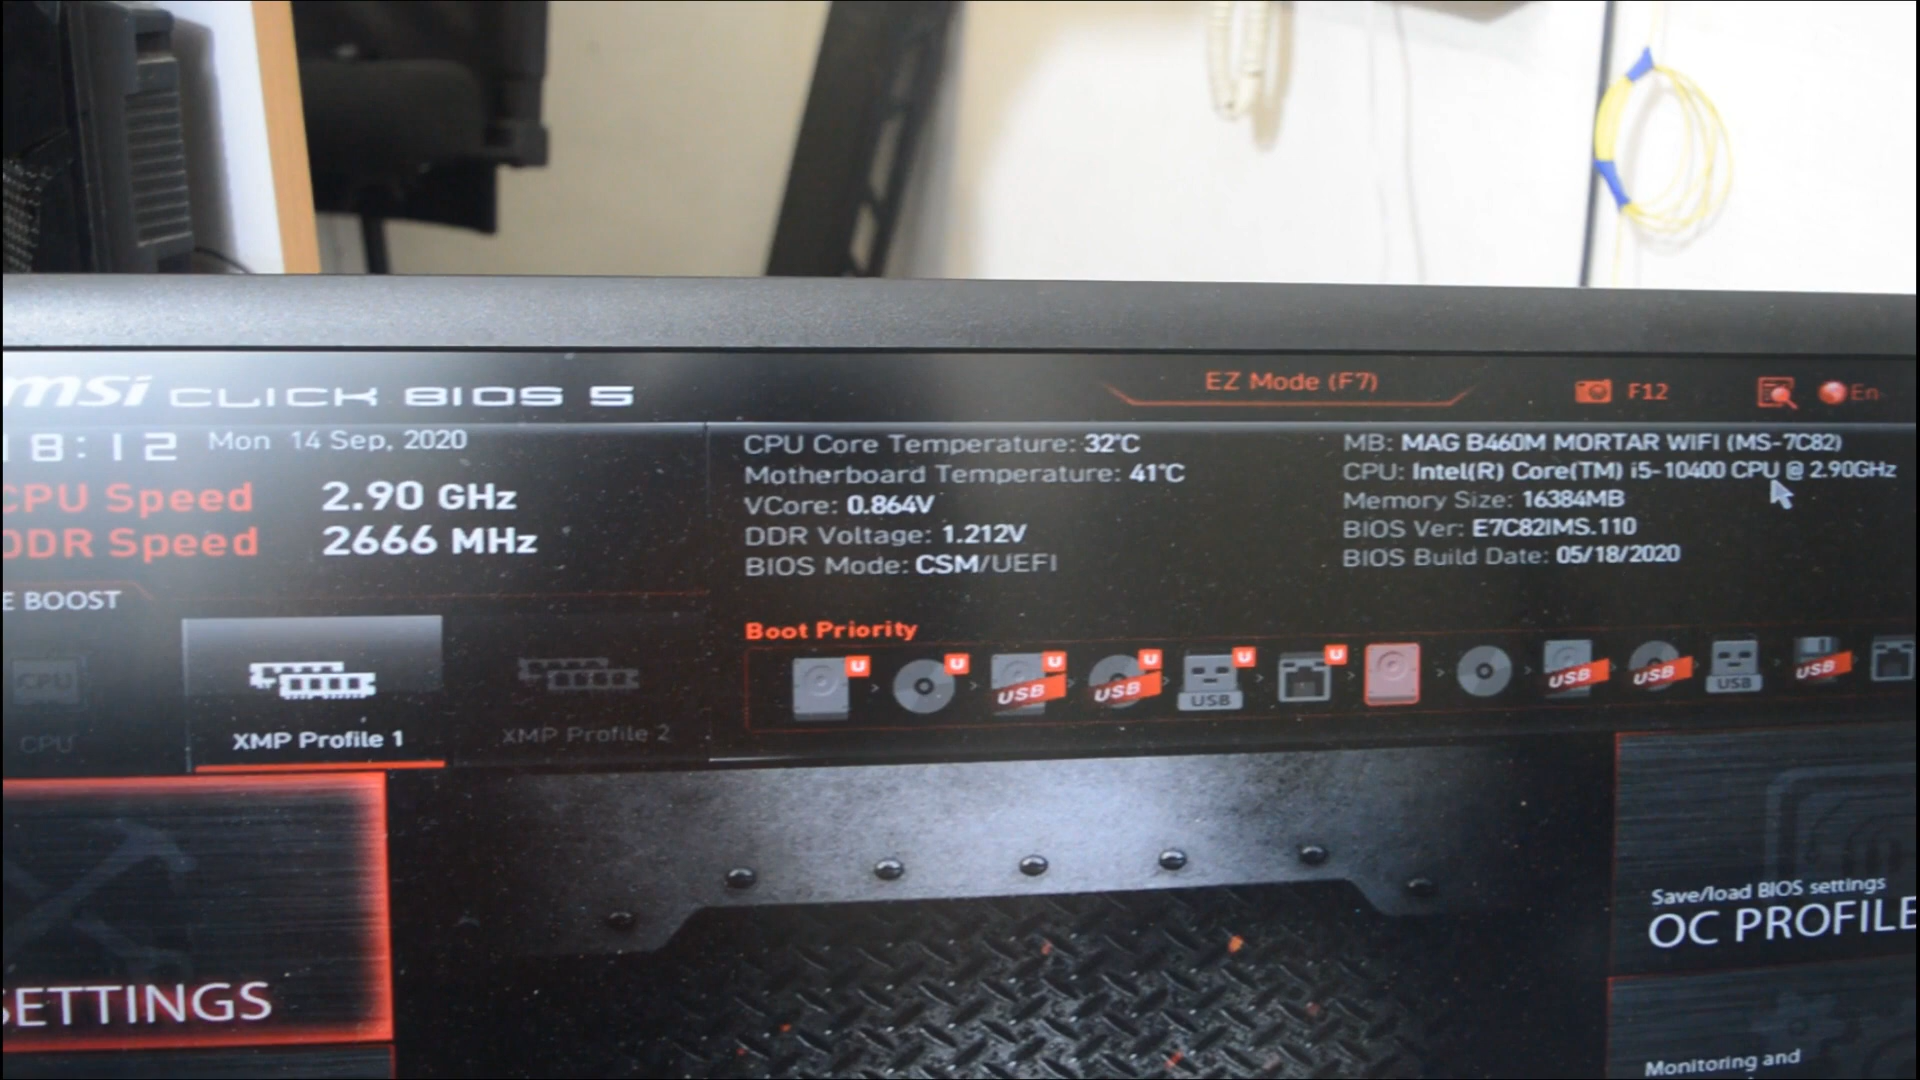 msi CLICK BIOS 5
EZ Mode (F7)
F12
En
18:12 Mon 14 Sep, 2020
CPU Speed 2.90 GHz
DDR Speed 2666 MHz
E BOOST
CPU
XMP Profile 1
XMP Profile 2
CPU Core Temperature: 32°C
Motherboard Temperature: 41°C
VCore: 0.864V
DDR Voltage: 1.212V
BIOS Mode: CSM/UEFI
MB: MAG B460M MORTAR WIFI (MS-7C82)
CPU: Intel(R) Core(TM) i5-10400 CPU @ 2.90GHz
Memory Size: 16384MB
BIOS Ver: E7C82IMS.110
BIOS Build Date: 05/18/2020
Boot Priority
U U U U U U
USB USB USB USB USB USB USB
SETTINGS
Save/load BIOS settings
OC PROFILE
Monitoring and